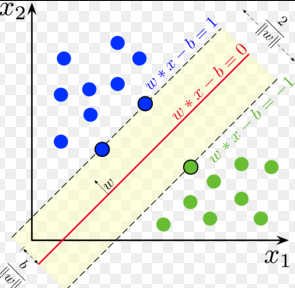 x₂
w * x − b = 1
2
‖w‖
w * x − b = 0
w * x − b = −1
w
b
‖w‖
x₁